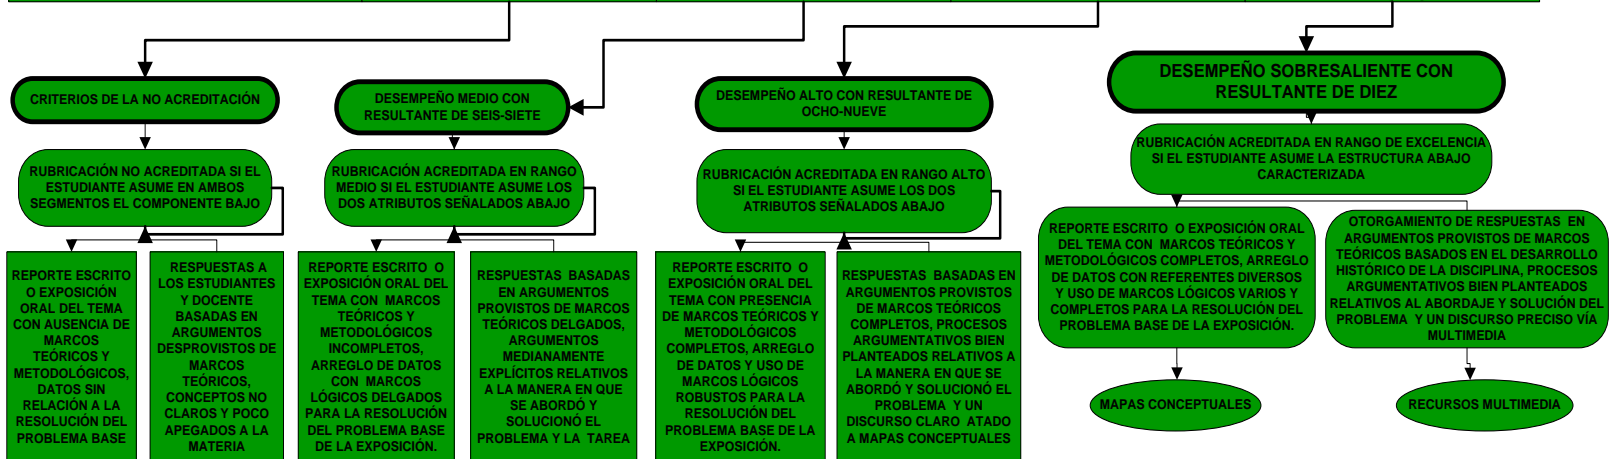 CRITERIOS DE LA NO ACREDITACIÓN
RUBRICACIÓN NO ACREDITADA SI EL
ESTUDIANTE ASUME EN AMBOS
SEGMENTOS EL COMPONENTE BAJO
REPORTE ESCRITO
O EXPOSICIÓN
ORAL DEL TEMA
CON AUSENCIA DE
MARCOS
TEÓRICOS Y
METODOLÓGICOS,
DATOS SIN
RELACIÓN A LA
RESOLUCIÓN DEL
PROBLEMA BASE
RESPUESTAS A
LOS ESTUDIANTES
Y DOCENTE
BASADAS EN
ARGUMENTOS
DESPROVISTOS DE
MARCOS
TEÓRICOS,
CONCEPTOS NO
CLAROS Y POCO
APEGADOS A LA
MATERIA
DESEMPEÑO MEDIO CON
RESULTANTE DE SEIS-SIETE
RUBRICACIÓN ACREDITADA EN RANGO
MEDIO SI EL ESTUDIANTE ASUME LOS
DOS ATRIBUTOS SEÑALADOS ABAJO
REPORTE ESCRITO O
EXPOSICIÓN ORAL DEL
TEMA CON MARCOS
TEÓRICOS Y
METODOLÓGICOS
INCOMPLETOS,
ARREGLO DE DATOS
CON MARCOS
LÓGICOS DELGADOS
PARA LA RESOLUCIÓN
DEL PROBLEMA BASE
DE LA EXPOSICIÓN.
RESPUESTAS BASADAS
EN ARGUMENTOS
PROVISTOS DE MARCOS
TEÓRICOS DELGADOS,
ARGUMENTOS
MEDIANAMENTE
EXPLÍCITOS RELATIVOS
A LA MANERA EN QUE
SE ABORDÓ Y
SOLUCIONÓ EL
PROBLEMA Y LA TAREA
DESEMPEÑO ALTO CON RESULTANTE DE
OCHO-NUEVE
RUBRICACIÓN ACREDITADA EN RANGO ALTO
SI EL ESTUDIANTE ASUME LOS DOS
ATRIBUTOS SEÑALADOS ABAJO
REPORTE ESCRITO O
EXPOSICIÓN ORAL DEL
TEMA CON PRESENCIA
DE MARCOS TEÓRICOS Y
METODOLÓGICOS
COMPLETOS, ARREGLO
DE DATOS Y USO DE
MARCOS LÓGICOS
ROBUSTOS PARA LA
RESOLUCIÓN DEL
PROBLEMA BASE DE LA
EXPOSICIÓN.
RESPUESTAS BASADAS EN
ARGUMENTOS PROVISTOS
DE MARCOS TEÓRICOS
COMPLETOS, PROCESOS
ARGUMENTATIVOS BIEN
PLANTEADOS RELATIVOS A
LA MANERA EN QUE SE
ABORDÓ Y SOLUCIONÓ EL
PROBLEMA Y UN
DISCURSO CLARO ATADO
A MAPAS CONCEPTUALES
DESEMPEÑO SOBRESALIENTE CON
RESULTANTE DE DIEZ
RUBRICACIÓN ACREDITADA EN RANGO DE EXCELENCIA
SI EL ESTUDIANTE ASUME LA ESTRUCTURA ABAJO
CARACTERIZADA
REPORTE ESCRITO O EXPOSICIÓN ORAL
DEL TEMA CON MARCOS TEÓRICOS Y
METODOLÓGICOS COMPLETOS, ARREGLO
DE DATOS CON REFERENTES DIVERSOS
Y USO DE MARCOS LÓGICOS VARIOS Y
COMPLETOS PARA LA RESOLUCIÓN DEL
PROBLEMA BASE DE LA EXPOSICIÓN.
OTORGAMIENTO DE RESPUESTAS EN
ARGUMENTOS PROVISTOS DE MARCOS
TEÓRICOS BASADOS EN EL DESARROLLO
HISTÓRICO DE LA DISCIPLINA, PROCESOS
ARGUMENTATIVOS BIEN PLANTEADOS
RELATIVOS AL ABORDAJE Y SOLUCIÓN DEL
PROBLEMA Y UN DISCURSO PRECISO VÍA
MULTIMEDIA
MAPAS CONCEPTUALES
RECURSOS MULTIMEDIA